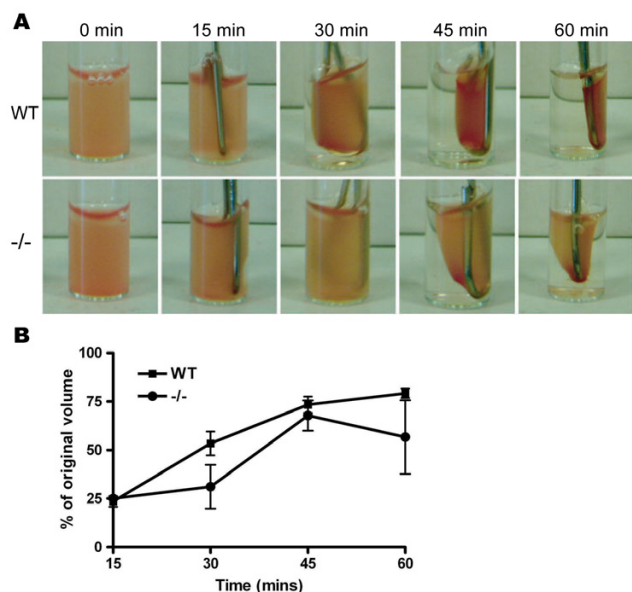 A
0 min 15 min 30 min 45 min 60 min
WT
-/-
B
100
75
50
25
0
% of original volume
WT
-/-
15 30 45 60
Time (mins)